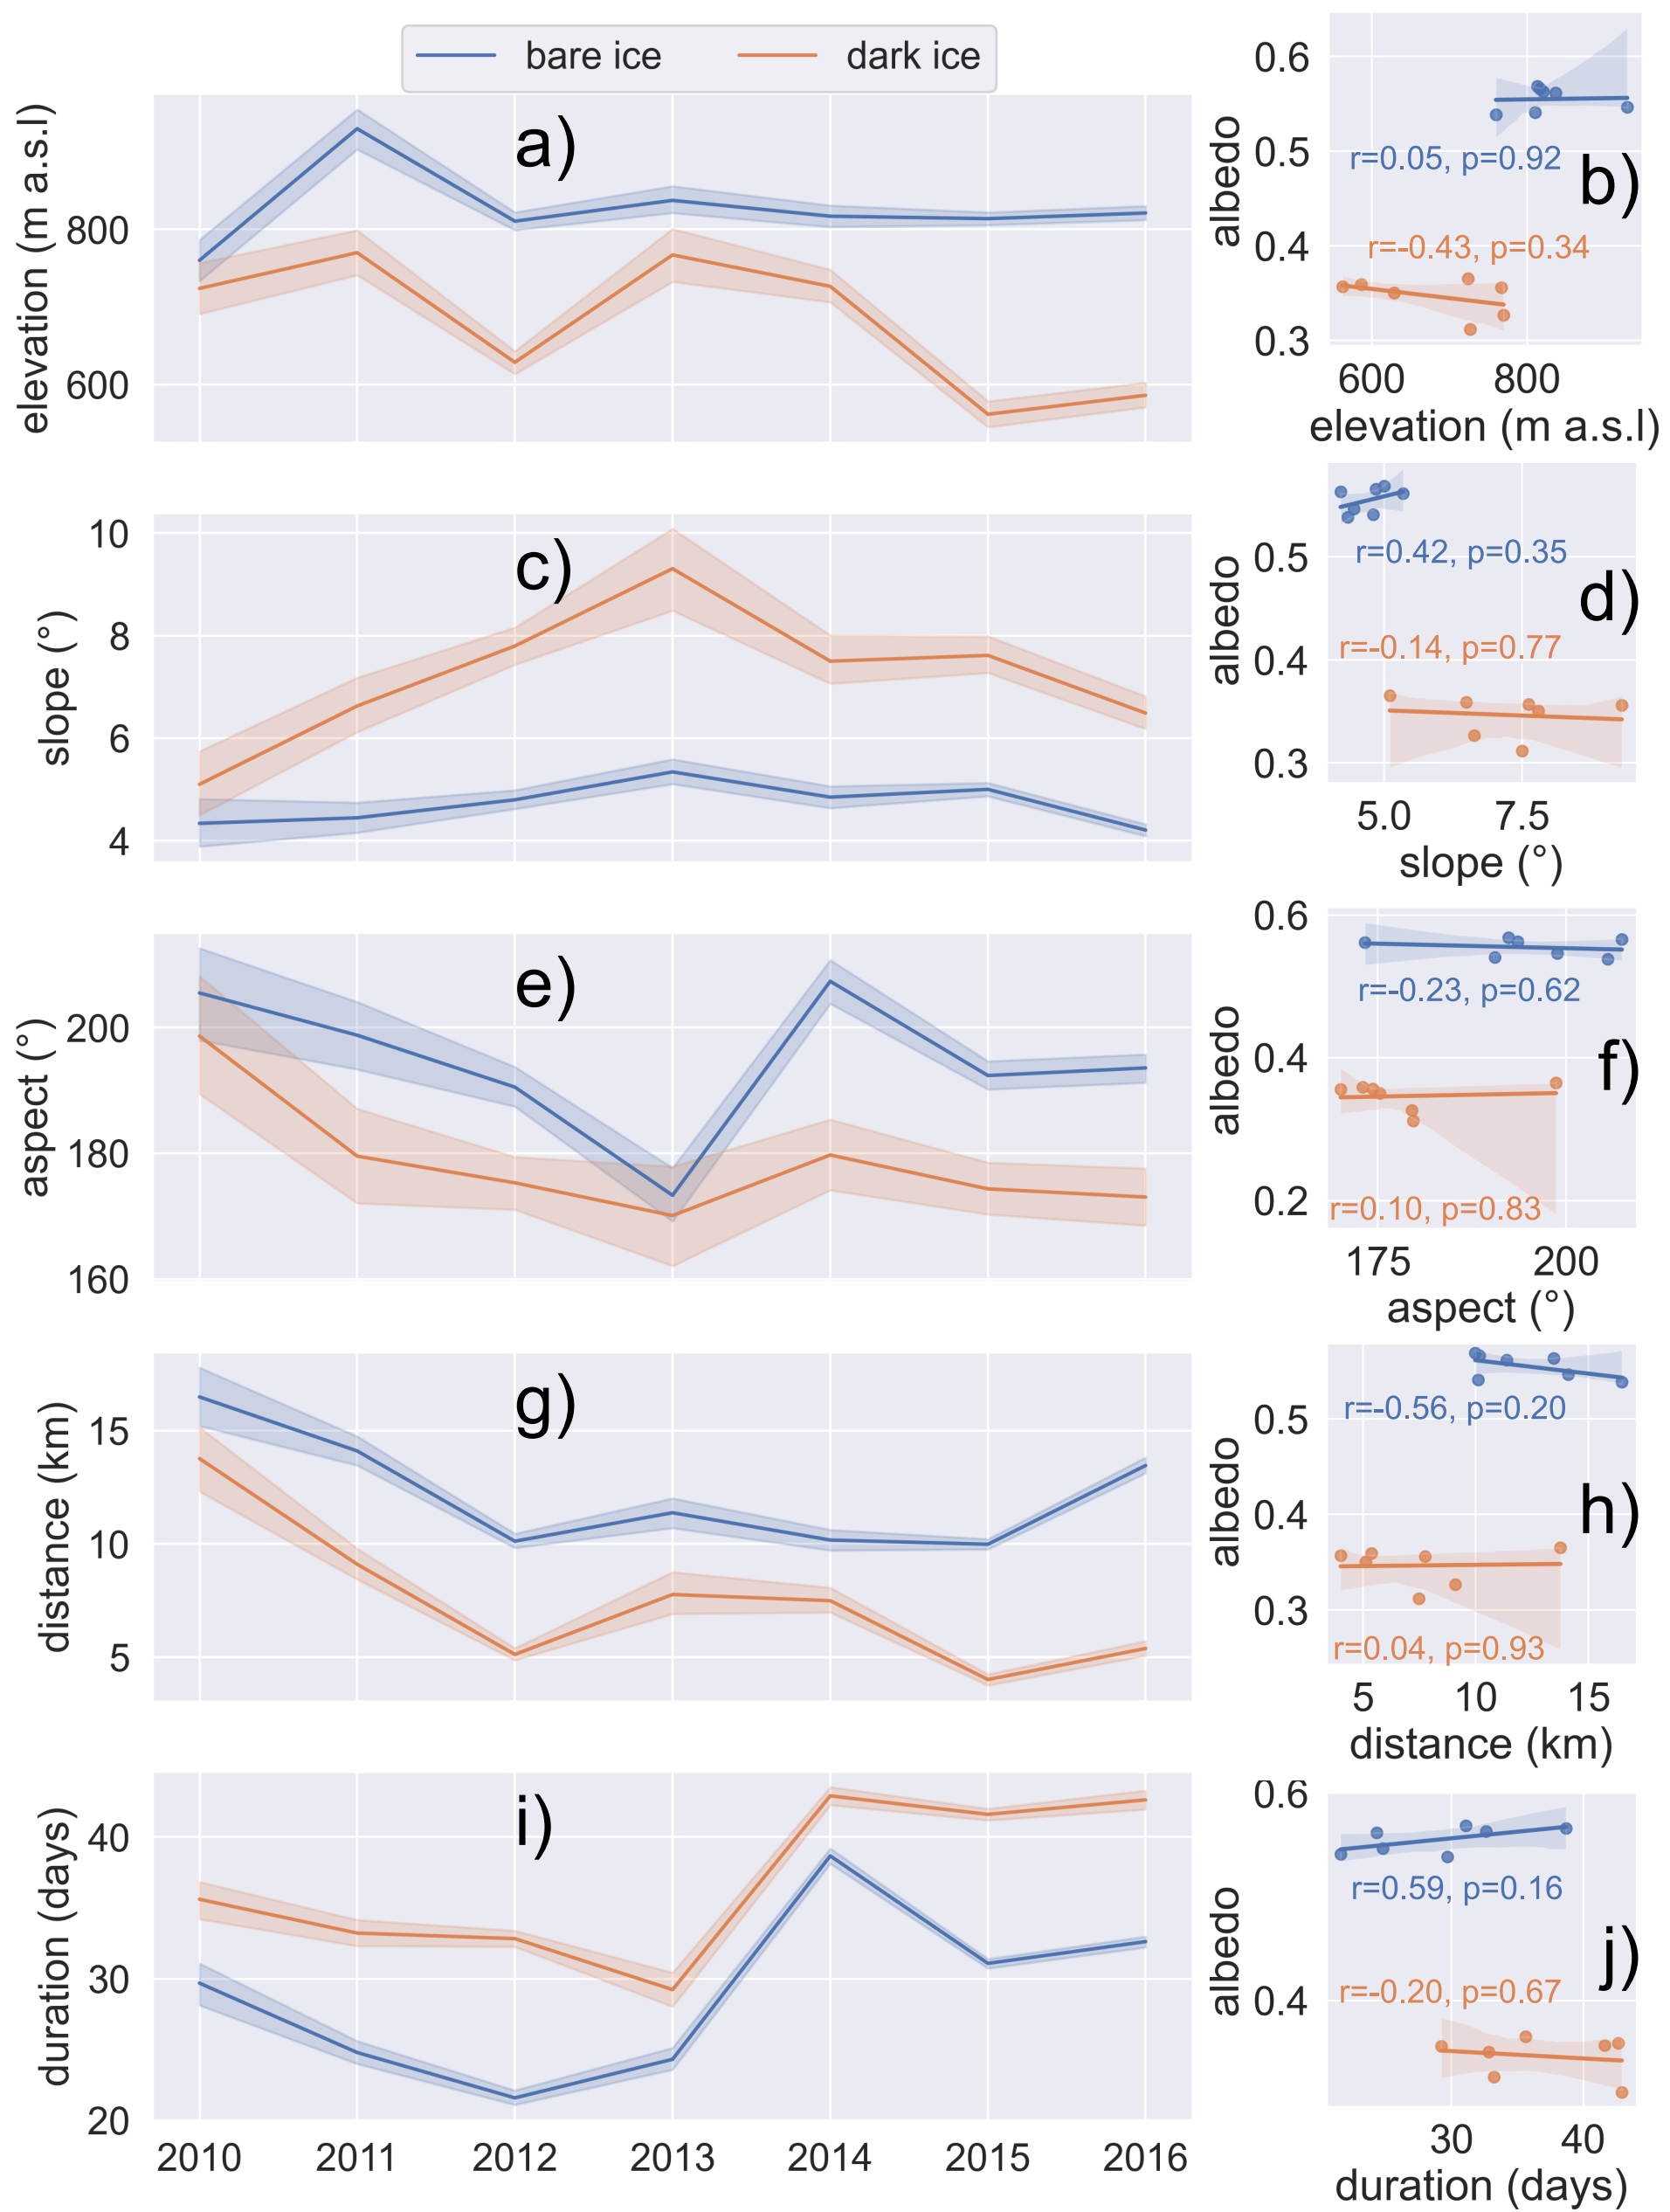 bare ice
dark ice
elevation (m a.s.l)
800
600
a)
albedo
0.6
0.5
0.4
0.3
r=0.05, p=0.92
b)
r=-0.43, p=0.34
600
800
elevation (m a.s.l)
slope (°)
10
8
6
4
c)
albedo
0.5
0.4
0.3
r=0.42, p=0.35
d)
r=-0.14, p=0.77
5.0
7.5
slope (°)
aspect (°)
200
180
160
e)
albedo
0.6
0.4
0.2
r=-0.23, p=0.62
f)
r=0.10, p=0.83
175
200
aspect (°)
distance (km)
15
10
5
g)
albedo
0.5
0.4
0.3
r=-0.56, p=0.20
h)
r=0.04, p=0.93
5
10
15
distance (km)
duration (days)
40
30
20
i)
2010
2011
2012
2013
2014
2015
2016
albedo
0.6
0.4
r=0.59, p=0.16
j)
r=-0.20, p=0.67
30
40
duration (days)